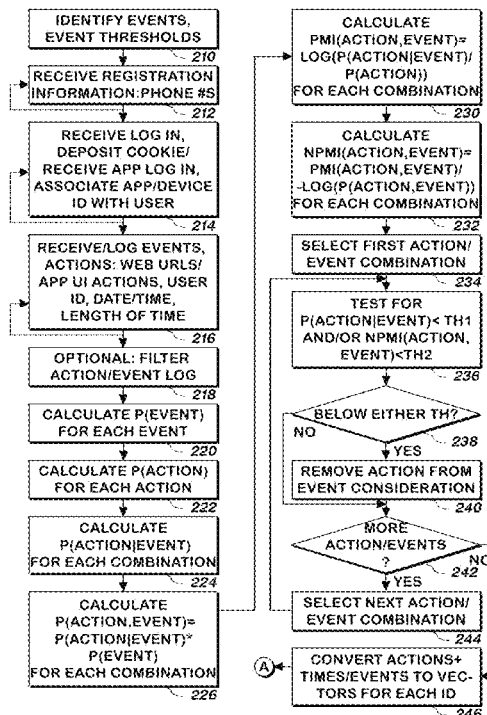 IDENTIFY EVENTS,
EVENT THRESHOLDS
210
RECEIVE REGISTRATION
INFORMATION:PHONE #S
212
RECEIVE LOG IN,
DEPOSIT COOKIE/
RECEIVE APP LOG IN,
ASSOCIATE APP/DEVICE
ID WITH USER
214
RECEIVE/LOG EVENTS,
ACTIONS: WEB URLS/
APP UI ACTIONS, USER
ID, DATE/TIME,
LENGTH OF TIME
216
OPTIONAL: FILTER
ACTION/EVENT LOG
218
CALCULATE P(EVENT)
FOR EACH EVENT
220
CALCULATE P(ACTION)
FOR EACH ACTION
222
CALCULATE
P(ACTION|EVENT)
FOR EACH COMBINATION
224
CALCULATE
P(ACTION,EVENT)=
P(ACTION|EVENT)*
P(EVENT)
FOR EACH COMBINATION
226
CALCULATE
PMI(ACTION,EVENT)=
LOG(P(ACTION|EVENT)/
P(ACTION))
FOR EACH COMBINATION
230
CALCULATE
NPMI(ACTION,EVENT)=
PMI(ACTION,EVENT)/
-LOG(P(ACTION,EVENT))
FOR EACH COMBINATION
232
SELECT FIRST ACTION/
EVENT COMBINATION
234
TEST FOR
P(ACTION|EVENT)< TH1
AND/OR NPMI(ACTION,
EVENT)<TH2
236
BELOW EITHER TH?
NO
238
YES
REMOVE ACTION FROM
EVENT CONSIDERATION
240
MORE
ACTION/EVENTS
?
242
NO
YES
SELECT NEXT ACTION/
EVENT COMBINATION
244
A
CONVERT ACTIONS+
TIMES/EVENTS TO VEC-
TORS FOR EACH ID
246